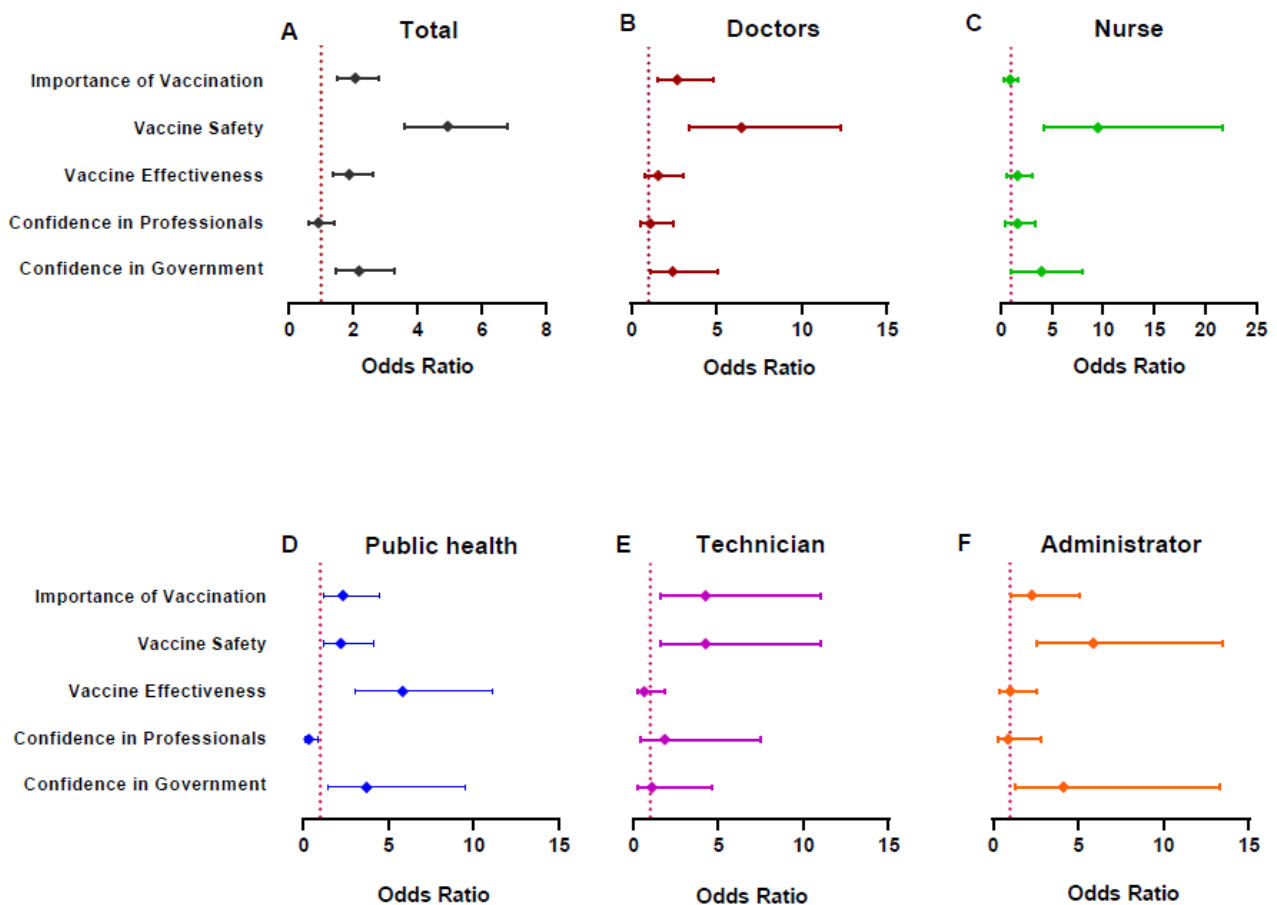 A Total
B Doctors
C Nurse
Importance of Vaccination
Vaccine Safety
Vaccine Effectiveness
Confidence in Professionals
Confidence in Government
0 2 4 6 8
0 5 10 15
0 5 10 15 20 25
Odds Ratio
Odds Ratio
Odds Ratio
D Public health
E Technician
F Administrator
Importance of Vaccination
Vaccine Safety
Vaccine Effectiveness
Confidence in Professionals
Confidence in Government
0 5 10 15
0 5 10 15
0 5 10 15
Odds Ratio
Odds Ratio
Odds Ratio